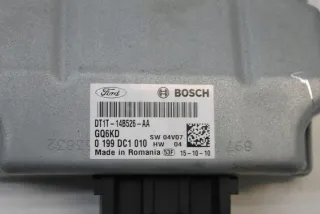 Ford BOSCH
DT1T-14B526-AA
GQ6KD SW 04V07
0 199 DC1 010 HW 04
Made in Romania 53F 15-10-10